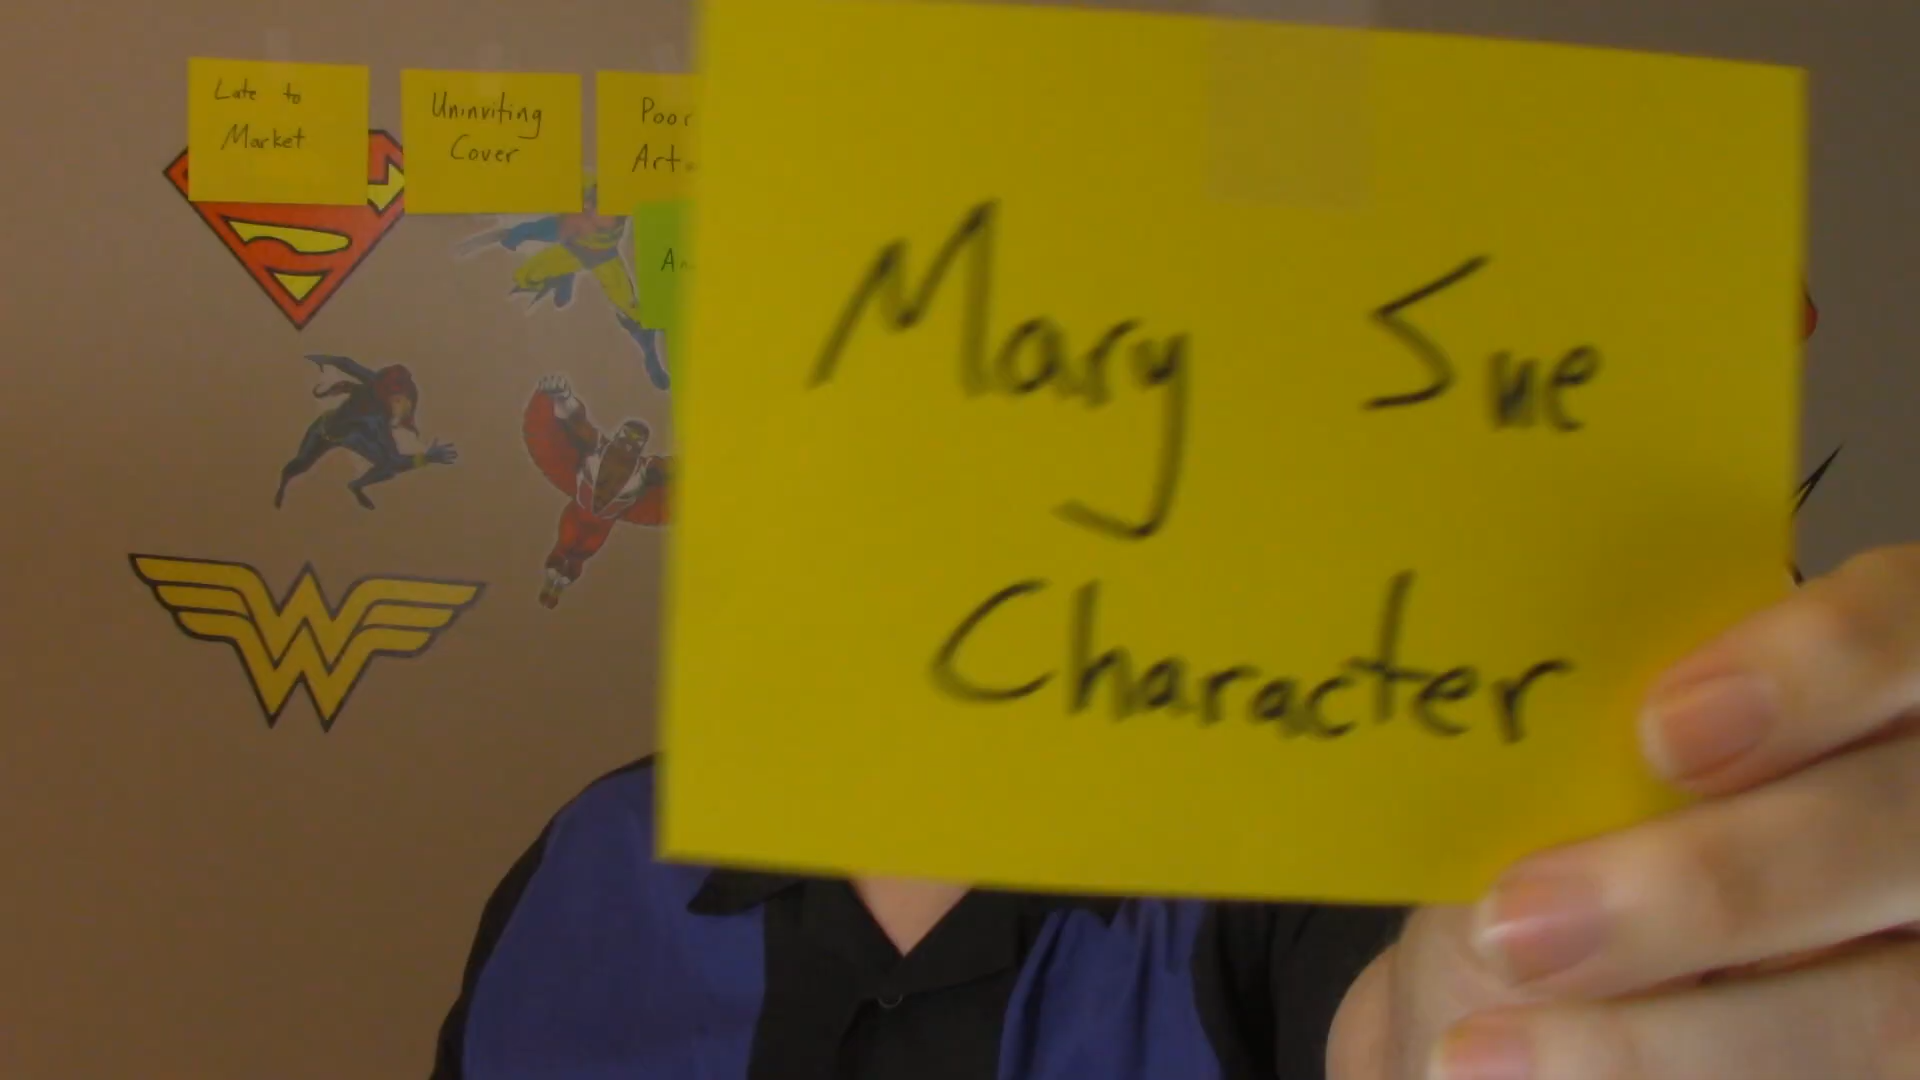 Late to
Market
Uninviting
Cover
Poor
Mary Sue
Character